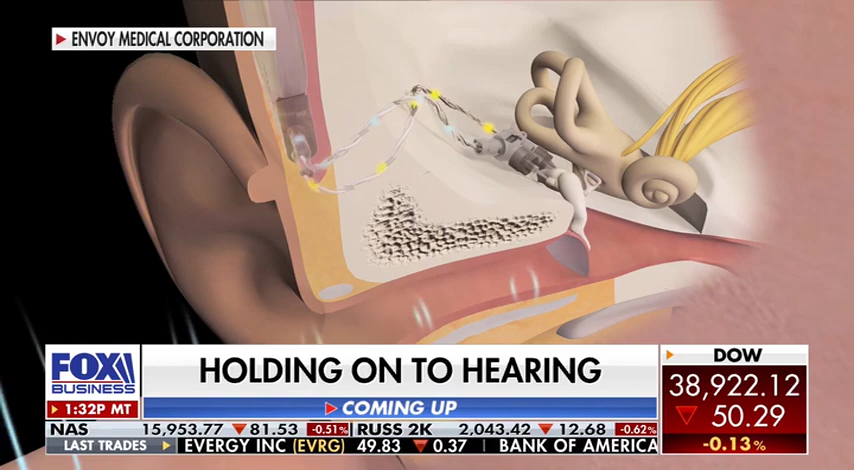 ENVOY MEDICAL CORPORATION
FOX
BUSINESS
1:32P MT
HOLDING ON TO HEARING
COMING UP
DOW
38,922.12
50.29
-0.13%
NAS 15,953.77 81.53 -0.51% RUSS 2K 2,043.42 12.68 -0.62%
LAST TRADES EVERGY INC (EVRG) 49.83 0.37 BANK OF AMERICA